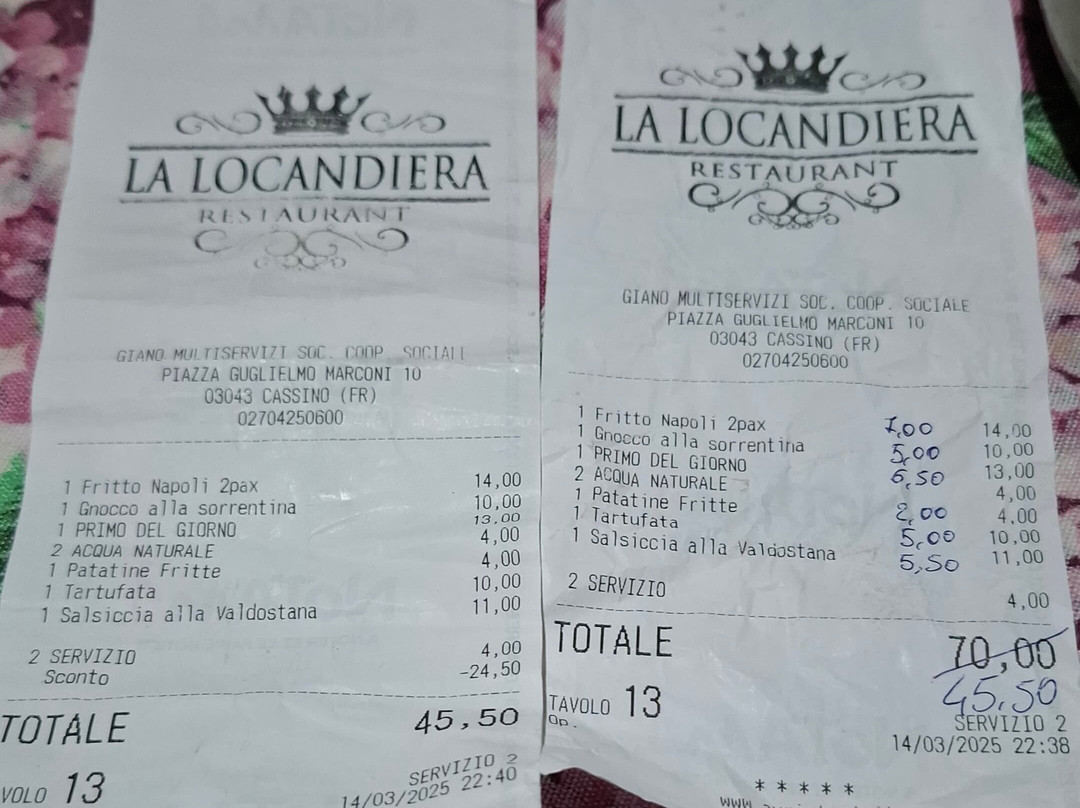 LA LOCANDIERA
RESTAURANT
GIANO MULTISERVIZI SOC. COOP. SOCIALE
PIAZZA GUGLIELMO MARCONI 10
03043 CASSINO (FR)
02704250600
1 Fritto Napoli 2pax 14,00
1 Gnocco alla sorrentina 10,00
1 PRIMO DEL GIORNO 13,00
2 ACQUA NATURALE 4,00
1 Patatine Fritte 4,00
1 Tartufata 10,00
1 Salsiccia alla Valdostana 11,00
2 SERVIZIO 4,00
Sconto -24,50
TOTALE 45,50
VOLO 13
SERVIZIO 2
14/03/2025 22:40
LA LOCANDIERA
RESTAURANT
GIANO MULTISERVIZI SOC. COOP. SOCIALE
PIAZZA GUGLIELMO MARCONI 10
03043 CASSINO (FR)
02704250600
1 Fritto Napoli 2pax 7,00 14,00
1 Gnocco alla sorrentina 5,00 10,00
1 PRIMO DEL GIORNO 6,50 13,00
2 ACQUA NATURALE 4,00
1 Patatine Fritte 2,00 4,00
1 Tartufata 5,00 10,00
1 Salsiccia alla Valdostana 5,50 11,00
2 SERVIZIO 4,00
TOTALE 70,00
45,50
TAVOLO 13
Op.
SERVIZIO 2
14/03/2025 22:38
* * * * *